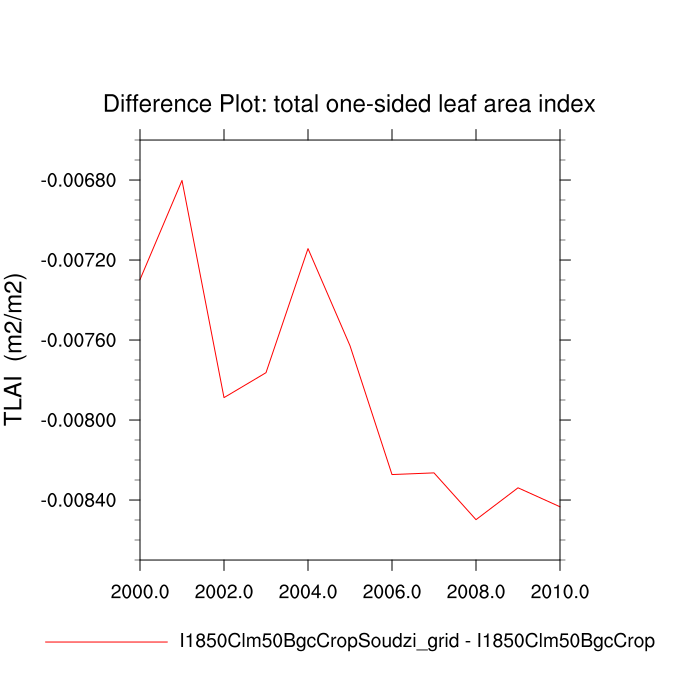 Difference Plot: total one-sided leaf area index
TLAI (m2/m2)
-0.00680
-0.00720
-0.00760
-0.00800
-0.00840
2000.0 2002.0 2004.0 2006.0 2008.0 2010.0
I1850Clm50BgcCropSoudzi_grid - I1850Clm50BgcCrop